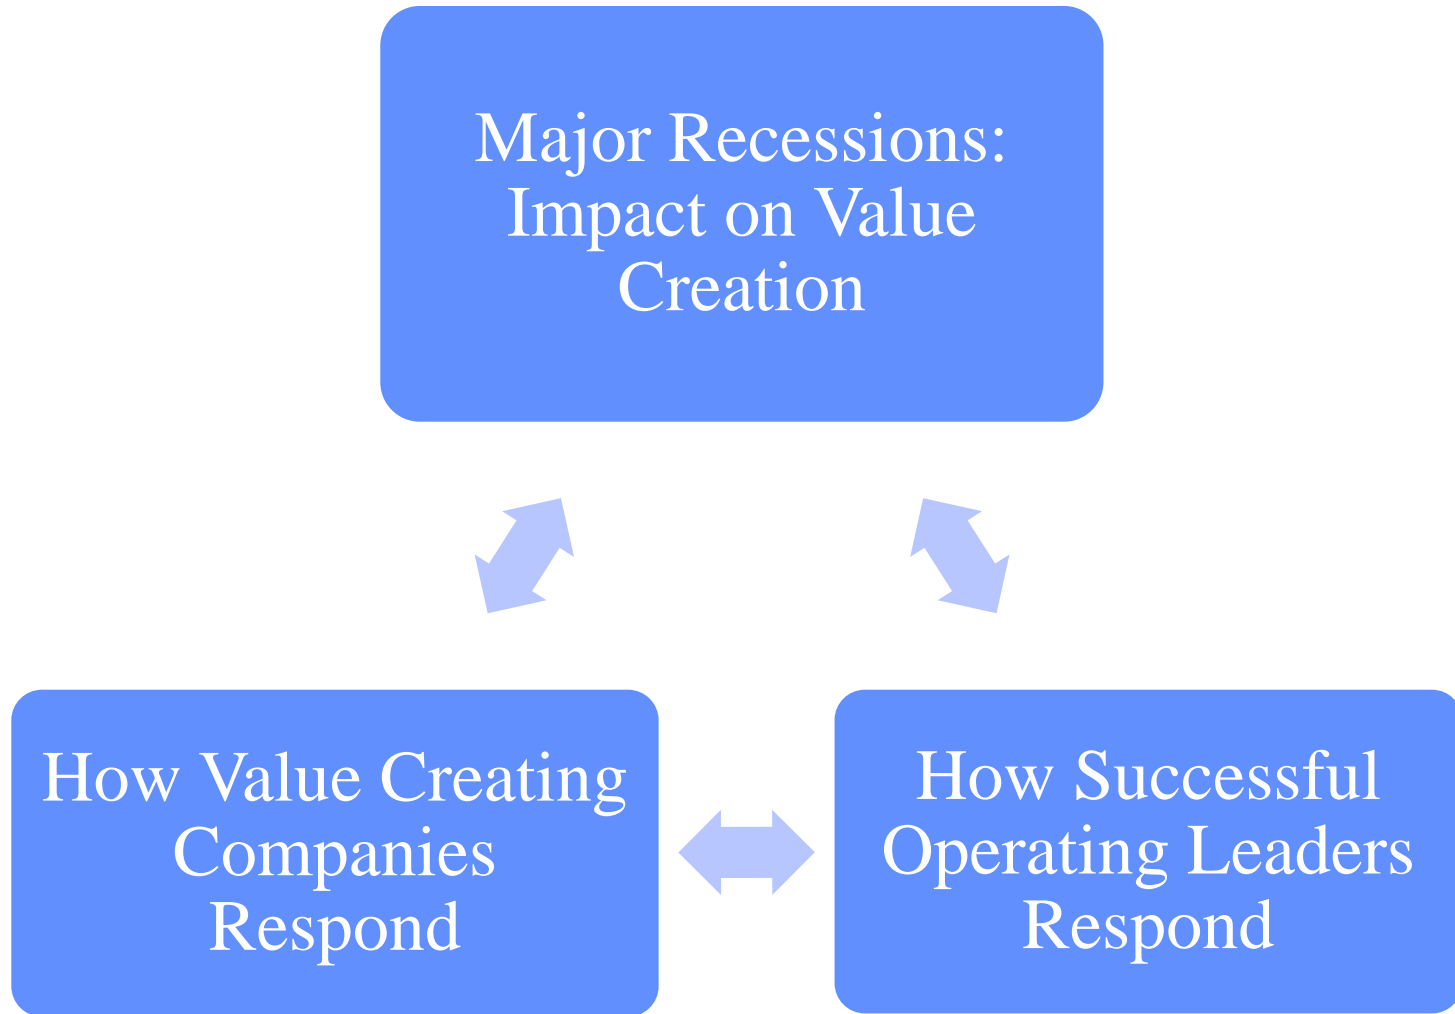 Major Recessions:
Impact on Value
Creation
How Value Creating
Companies
Respond
How Successful
Operating Leaders
Respond